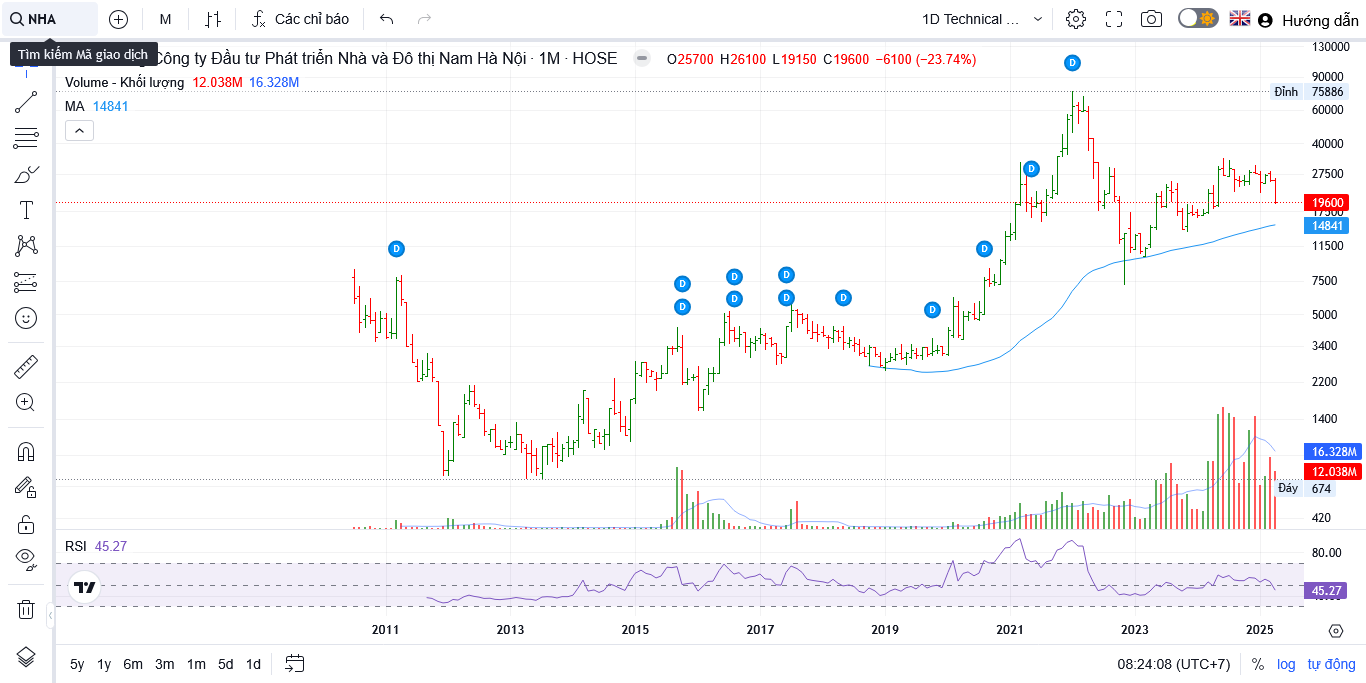 NHA
M
Các chỉ báo
1D Technical ...
Hướng dẫn
Tìm kiếm Mã giao dịch
Công ty Đầu tư Phát triển Nhà và Đô thị Nam Hà Nội · 1M · HOSE
O25700 H26100 L19150 C19600 −6100 (−23.74%)
Volume - Khối lượng 12.038M 16.328M
MA 14841
130000
90000
Đỉnh 75886
60000
40000
27500
19600
17500
14841
11500
7500
5000
3400
2200
1400
16.328M
12.038M
Đáy 674
420
D
D
D
D
D
D
D
D
D
D
D
D
D
RSI 45.27
80.00
45.27
2011 2013 2015 2017 2019 2021 2023 2025
5y 1y 6m 3m 1m 5d 1d
08:24:08 (UTC+7)
% log tự động